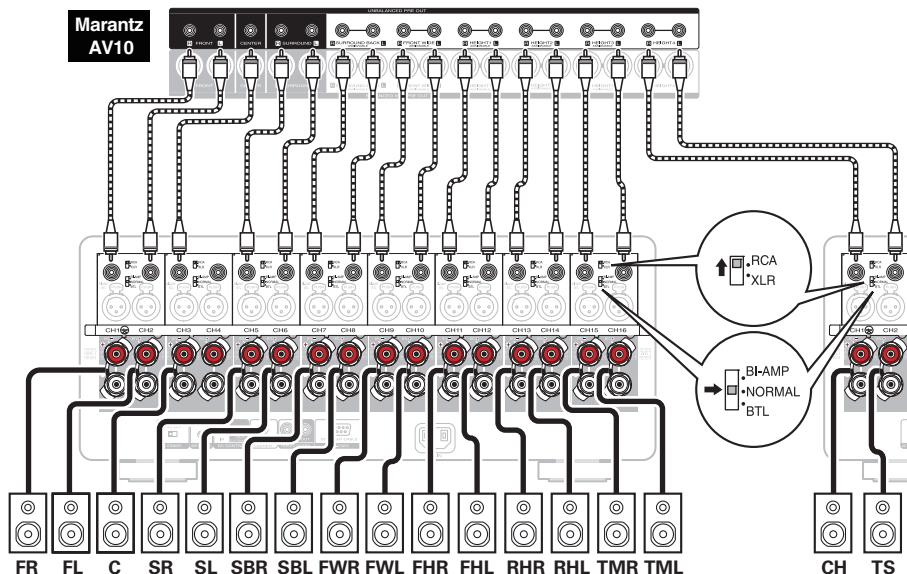 Marantz
AV10
UNBALANCED PRE OUT
R FRONT L
CENTER
R SURROUND L
R SURROUND BACK L
R FRONT WIDE L
R HEIGHT1 L
R HEIGHT2 L
R HEIGHT3 L
R HEIGHT4 L
RCA
XLR
CH1 CH2 CH3 CH4 CH5 CH6 CH7 CH8 CH9 CH10 CH11 CH12 CH13 CH14 CH15 CH16
CH1 CH2
BI-AMP
NORMAL
BTL
FR FL C SR SL SBR SBL FWR FWL FHR FHL RHR RHL TMR TML
CH TS